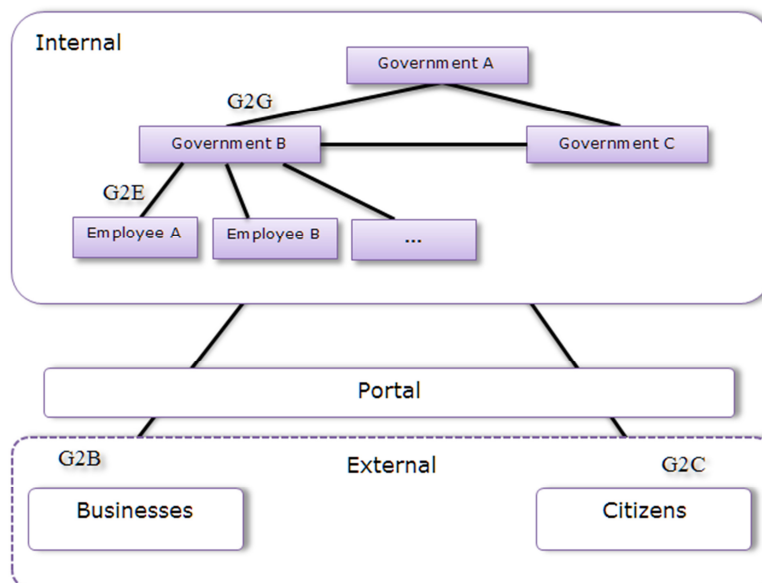 Internal
Government A
G2G
Government B
Government C
G2E
Employee A
Employee B
...
Portal
G2B
External
G2C
Businesses
Citizens